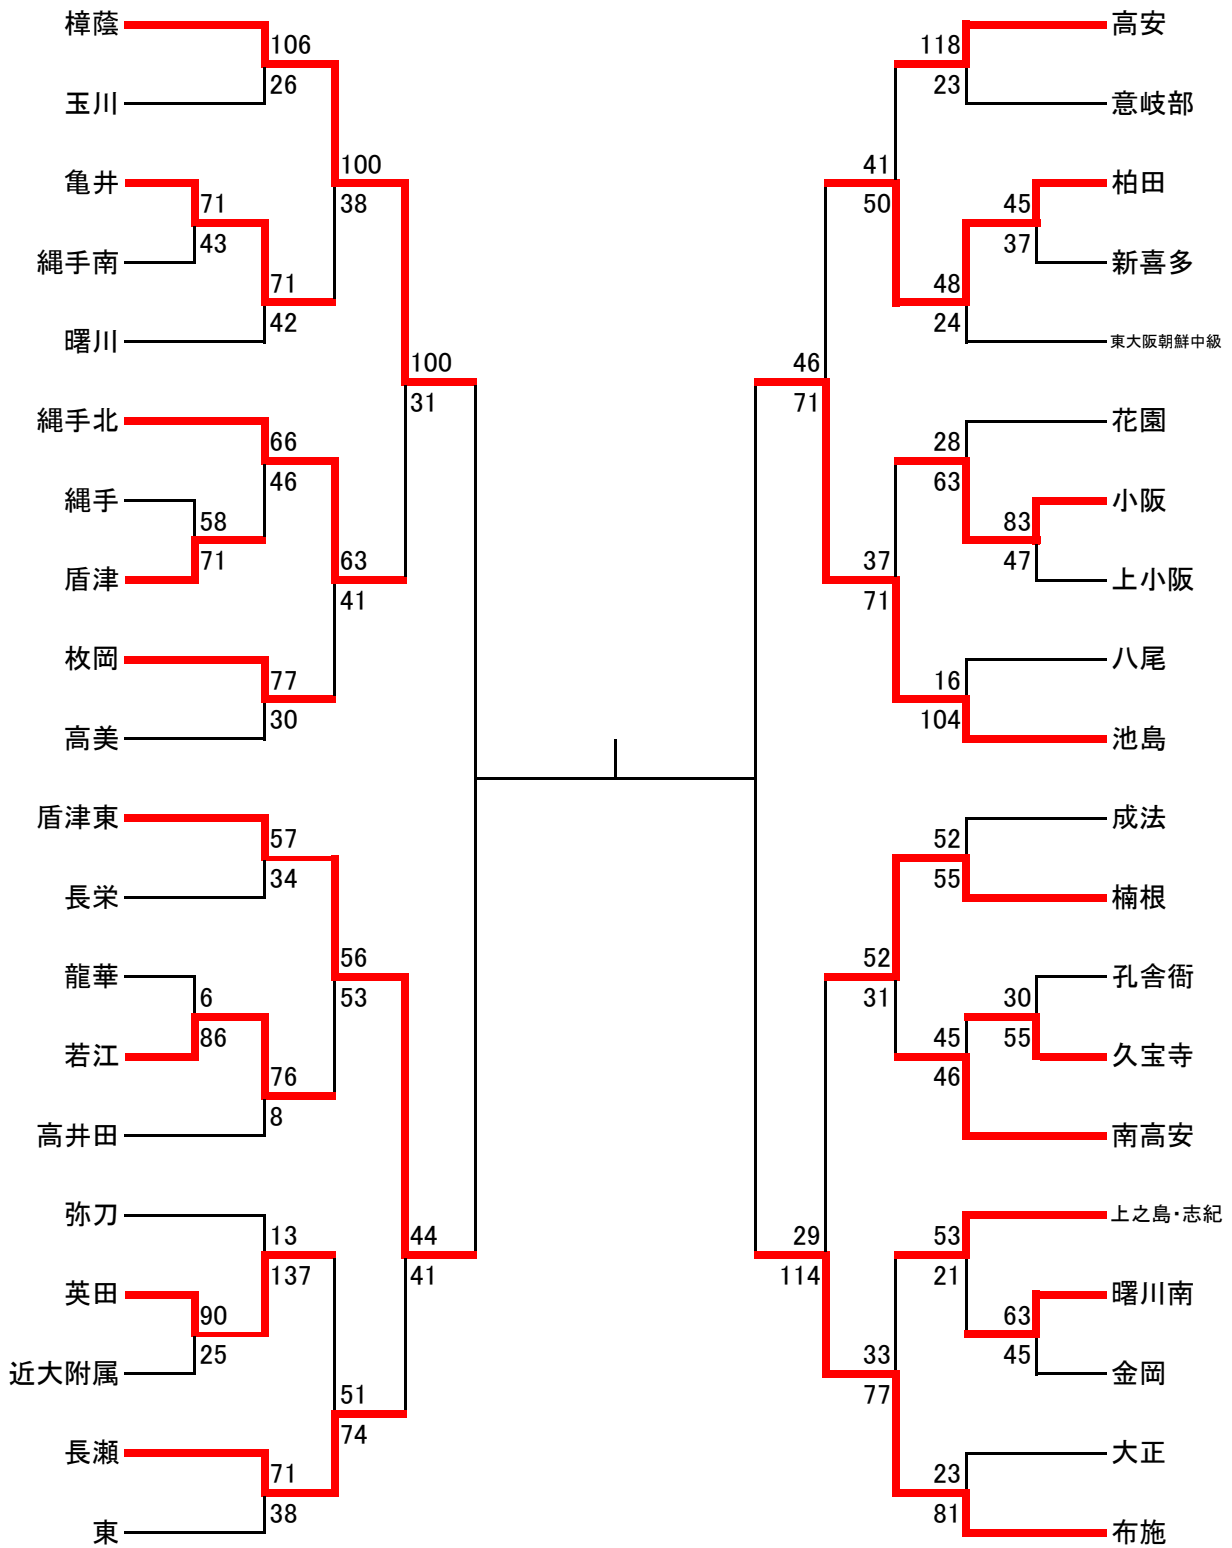 樟蔭
106
26
玉川
100
38
亀井
71
43
縄手南
71
42
曙川
100
31
縄手北
66
46
縄手
58
71
盾津
63
41
枚岡
77
30
高美
盾津東
57
34
長栄
56
53
龍華
6
86
若江
76
8
高井田
44
41
弥刀
13
137
英田
90
25
近大附属
51
74
長瀬
71
38
東
高安
118
23
意岐部
41
50
柏田
45
37
新喜多
48
24
東大阪朝鮮中級
46
71
花園
28
63
小阪
83
47
上小阪
37
71
八尾
16
104
池島
成法
52
55
楠根
52
31
孔舎衙
30
55
久宝寺
45
46
南高安
29
114
上之島・志紀
53
21
曙川南
63
45
金岡
33
77
大正
23
81
布施